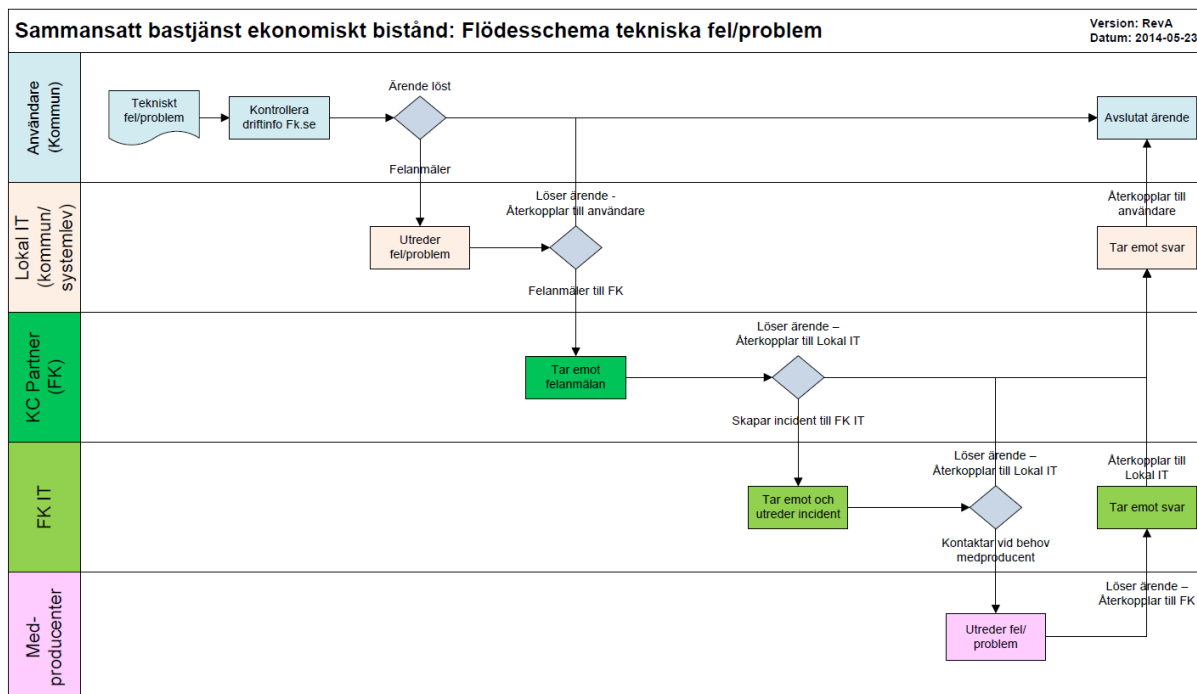 Sammansatt bastjänst ekonomiskt bistånd: Flödesschema tekniska fel/problem
Version: RevA
Datum: 2014-05-23
Användare
(Kommun)
Tekniskt
fel/problem
Kontrollera
driftinfo Fk.se
Ärende löst
Avslutat ärende
Felanmäler
Lokal IT
(kommun/
systemlev)
Utreder
fel/problem
Löser ärende -
Återkopplar till användare
Återkopplar till
användare
Tar emot svar
Felanmäler till FK
KC Partner
(FK)
Tar emot
felanmälan
Löser ärende –
Återkopplar till Lokal IT
Skapar incident till FK IT
FK IT
Tar emot och
utreder incident
Löser ärende –
Återkopplar till Lokal IT
Återkopplar till
Lokal IT
Tar emot svar
Kontaktar vid behov
medproducent
Med-
producenter
Utreder fel/
problem
Löser ärende –
Återkopplar till FK